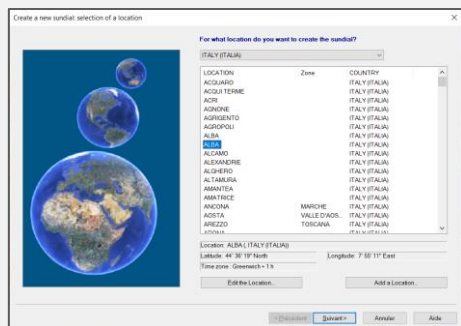 Create a new sundial: selection of a location
For what location do you want to create the sundial?
ITALY (ITALIA)
LOCATION Zone COUNTRY
ACQUARO ITALY (ITALIA)
ACQUI TERME ITALY (ITALIA)
ACRI ITALY (ITALIA)
AGNONE ITALY (ITALIA)
AGRIGENTO ITALY (ITALIA)
AGROPOLI ITALY (ITALIA)
ALBA ITALY (ITALIA)
ALBA ITALY (ITALIA)
ALCAMO ITALY (ITALIA)
ALEXANDRIE ITALY (ITALIA)
ALGHERO ITALY (ITALIA)
ALTAMURA ITALY (ITALIA)
AMANTEA ITALY (ITALIA)
AMATRICE ITALY (ITALIA)
ANCONA MARCHE ITALY (ITALIA)
AOSTA VALLE D'AOS... ITALY (ITALIA)
AREZZO TOSCANA ITALY (ITALIA)
Location: ALBA (, ITALY (ITALIA))
Latitude: 44° 36' 19" North Longitude: 7° 55' 11" East
Time zone : Greenwich + 1 h
Edit the Location... Add a Location...
< Précédent Suivant > Annuler Aide